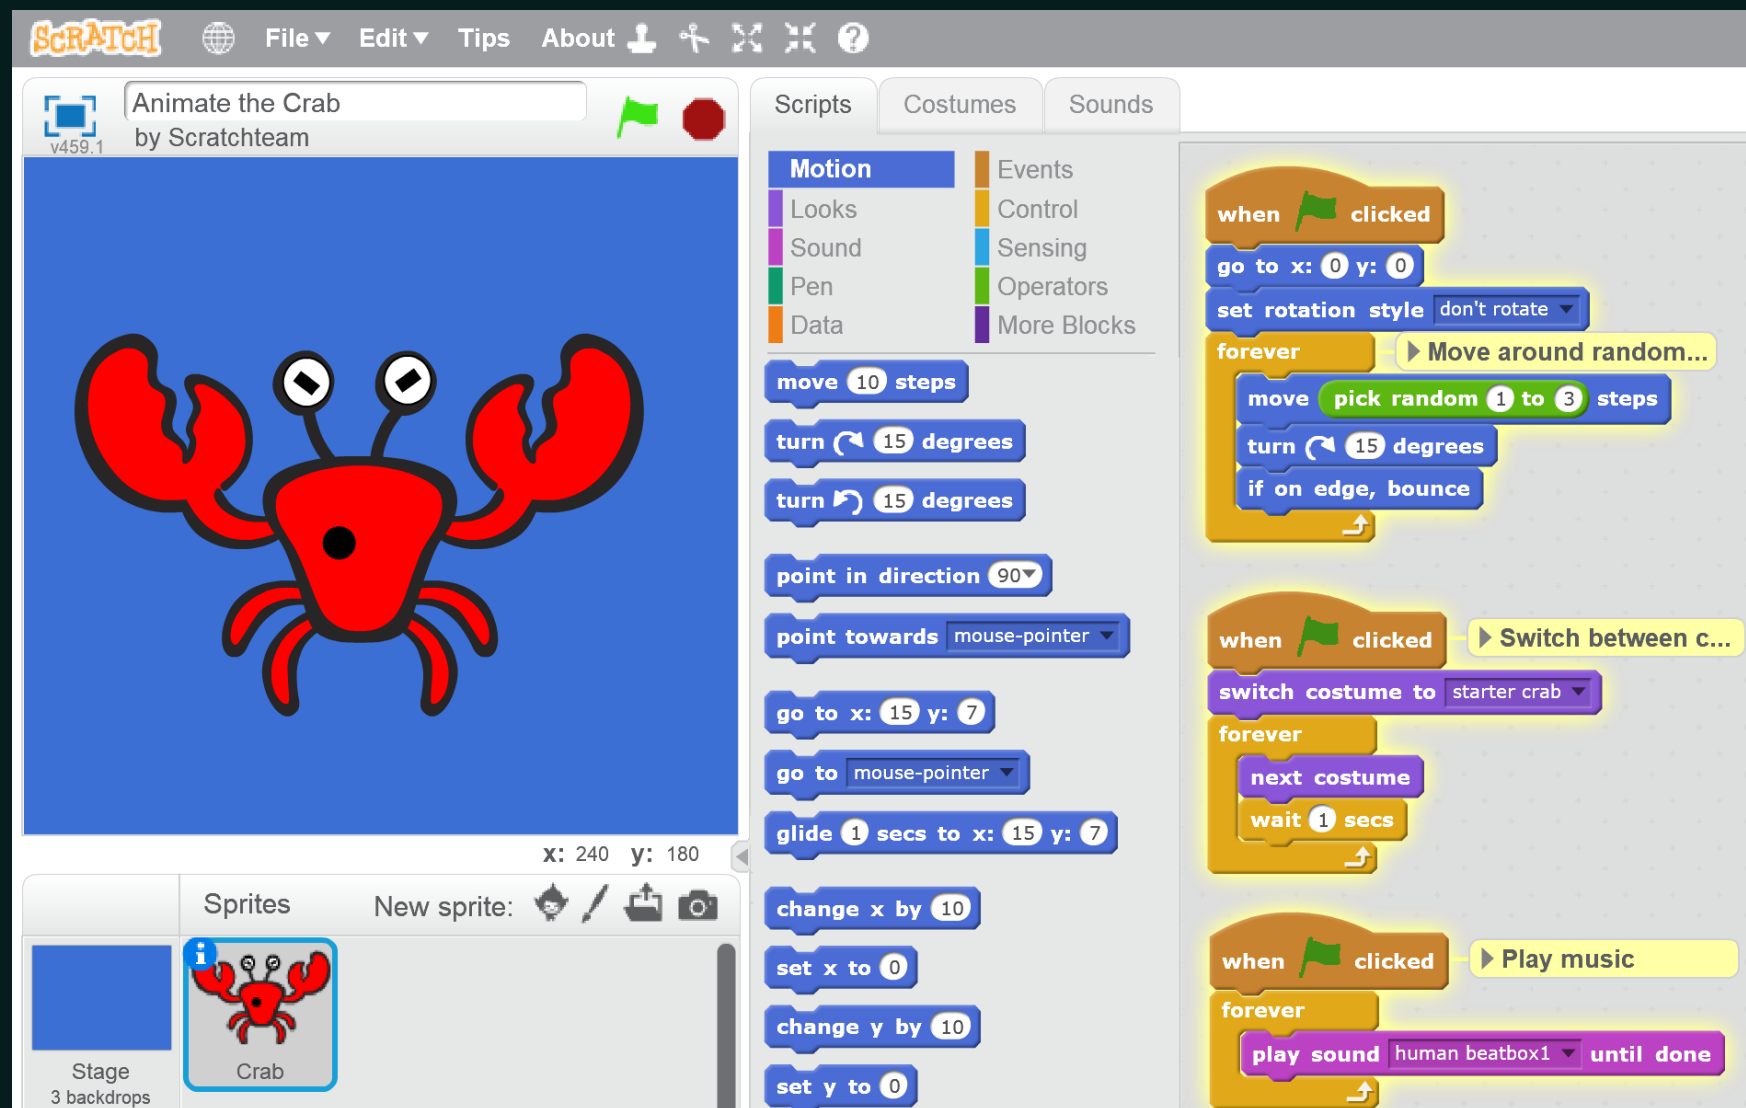 SCRATCH
File Edit Tips About
?
Animate the Crab
by Scratchteam
v459.1
x: 240 y: 180
Sprites New sprite:
Stage
3 backdrops
i
Crab
Scripts Costumes Sounds
Motion
Looks
Sound
Pen
Data
Events
Control
Sensing
Operators
More Blocks
move 10 steps
turn 15 degrees
turn 15 degrees
point in direction 90
point towards mouse-pointer
go to x: 15 y: 7
go to mouse-pointer
glide 1 secs to x: 15 y: 7
change x by 10
set x to 0
change y by 10
set y to 0
when clicked
go to x: 0 y: 0
set rotation style don't rotate
forever
Move around random...
move pick random 1 to 3 steps
turn 15 degrees
if on edge, bounce
when clicked
Switch between c...
switch costume to starter crab
forever
next costume
wait 1 secs
when clicked
Play music
forever
play sound human beatbox1 until done